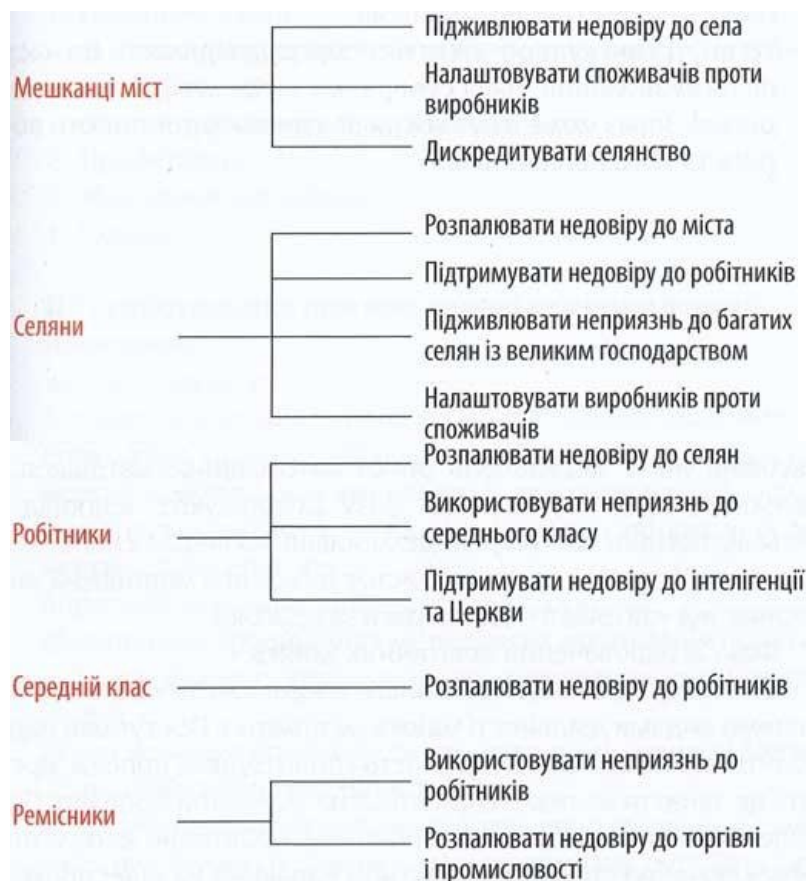 Мешканці міст
Підживлювати недовіру до села
Налаштовувати споживачів проти
виробників
Дискредитувати селянство
Селяни
Розпалювати недовіру до міста
Підтримувати недовіру до робітників
Підживлювати неприязнь до багатих
селян із великим господарством
Налаштовувати виробників проти
споживачів
Робітники
Розпалювати недовіру до селян
Використовувати неприязнь до
середнього класу
Підтримувати недовіру до інтелігенції
та Церкви
Середній клас
Розпалювати недовіру до робітників
Ремісники
Використовувати неприязнь до
робітників
Розпалювати недовіру до торгівлі
і промисловості